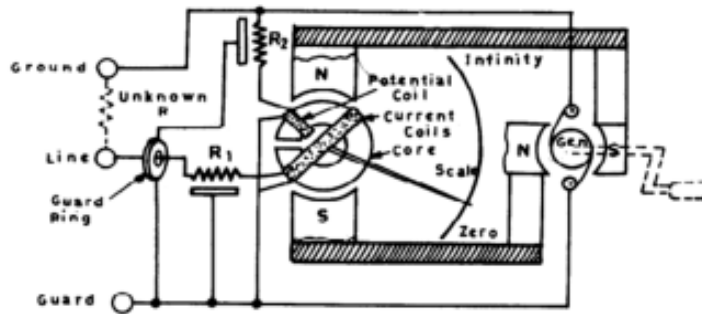 Ground
Unknown
R
Line
Guard
Ring
Guard
R2
R1
N
S
Potential
Coil
Current
Coils
Core
Infinity
Scale
Zero
N
Gen
S